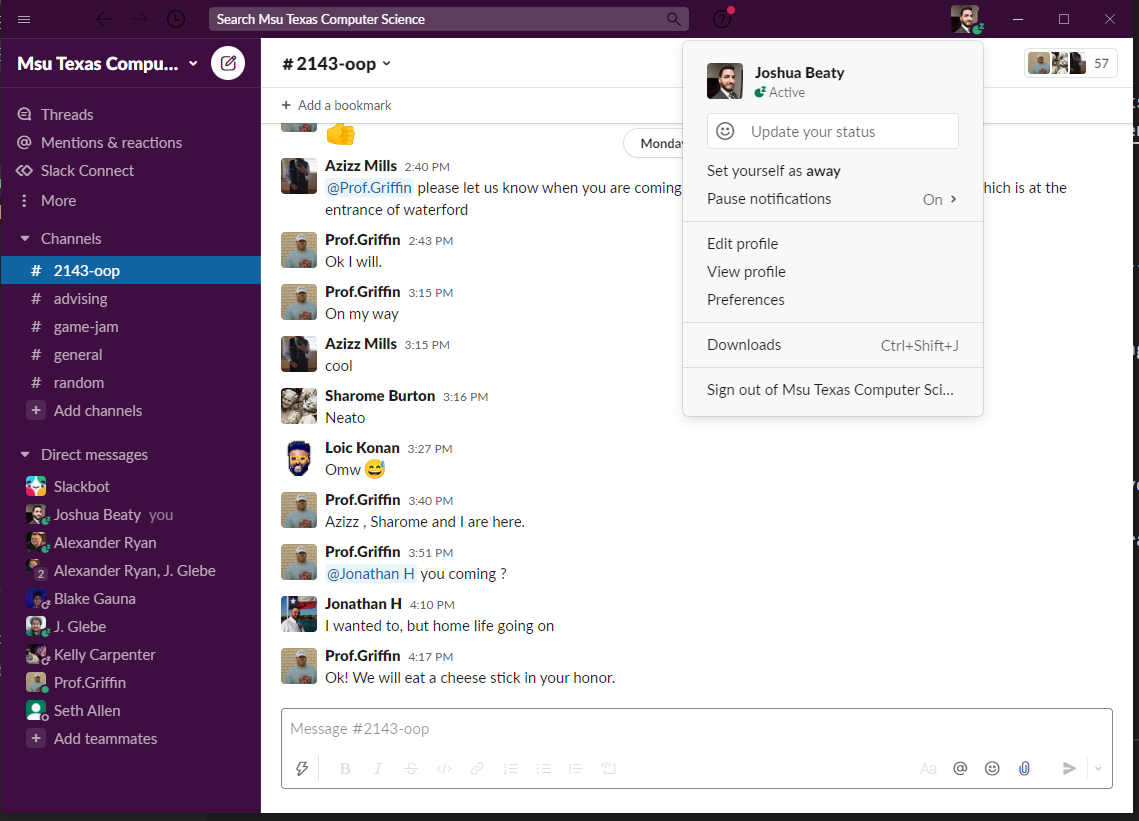 Search Msu Texas Computer Science
Msu Texas Compu...
Threads
Mentions & reactions
Slack Connect
More
Channels
# 2143-oop
# advising
# game-jam
# general
# random
+ Add channels
Direct messages
Slackbot
Joshua Beaty you
Alexander Ryan
2 Alexander Ryan, J. Glebe
Blake Gauna
J. Glebe
Kelly Carpenter
Prof.Griffin
Seth Allen
+ Add teammates
# 2143-oop
57
+ Add a bookmark
Monday
Azizz Mills 2:40 PM
@Prof.Griffin please let us know when you are coming hich is at the
entrance of waterford
Prof.Griffin 2:43 PM
Ok I will.
Prof.Griffin 3:15 PM
On my way
Azizz Mills 3:15 PM
cool
Sharome Burton 3:16 PM
Neato
Loic Konan 3:27 PM
Omw 😅
Prof.Griffin 3:40 PM
Azizz , Sharome and I are here.
Prof.Griffin 3:51 PM
@Jonathan H you coming ?
Jonathan H 4:10 PM
I wanted to, but home life going on
Prof.Griffin 4:17 PM
Ok! We will eat a cheese stick in your honor.
Message #2143-oop
B I S </> Aa @
Joshua Beaty
Active
Update your status
Set yourself as away
Pause notifications On >
Edit profile
View profile
Preferences
Downloads Ctrl+Shift+J
Sign out of Msu Texas Computer Sci...